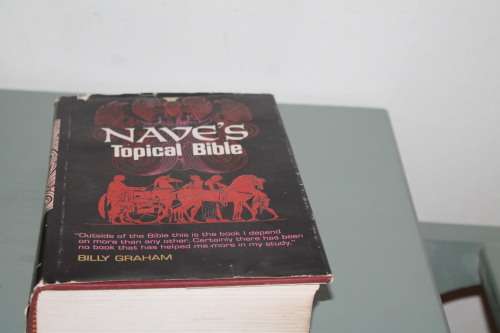 NAVE'S
Topical Bible
"Outside of the Bible this is the book I depend
on more than any other. Certainly there has been
no book that has helped me more in my study."
BILLY GRAHAM